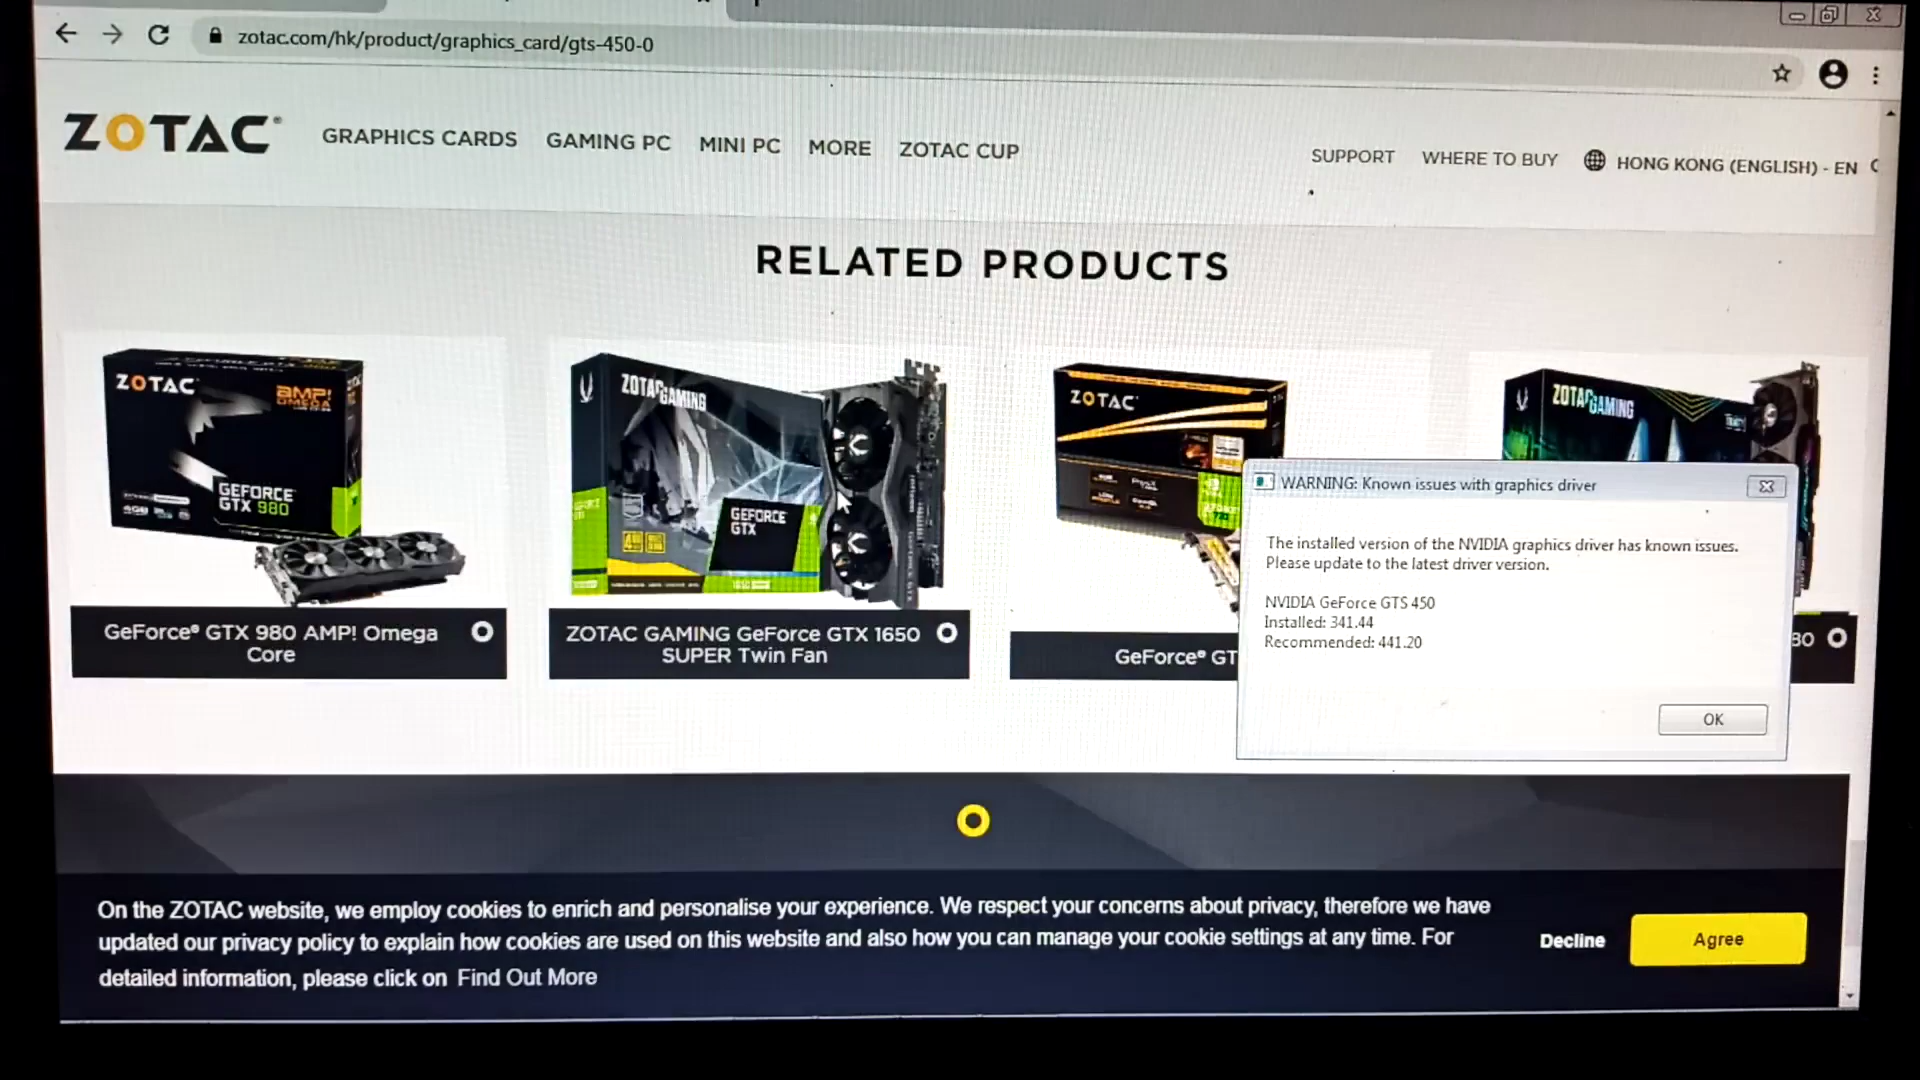 zotac.com/hk/product/graphics_card/gts-450-0
ZOTAC
GRAPHICS CARDS
GAMING PC
MINI PC
MORE
ZOTAC CUP
SUPPORT
WHERE TO BUY
HONG KONG (ENGLISH) - EN
RELATED PRODUCTS
ZOTAC
AMP!
OMEGA
GEFORCE
GTX 980
ZOTAC GAMING
GEFORCE
GTX
ZOTAC
ZOTAC GAMING
GeForce® GTX 980 AMP! Omega
Core
ZOTAC GAMING GeForce GTX 1650
SUPER Twin Fan
GeForce® GT
WARNING: Known issues with graphics driver
The installed version of the NVIDIA graphics driver has known issues.
Please update to the latest driver version.
NVIDIA GeForce GTS 450
Installed: 341.44
Recommended: 441.20
OK
On the ZOTAC website, we employ cookies to enrich and personalise your experience. We respect your concerns about privacy, therefore we have
updated our privacy policy to explain how cookies are used on this website and also how you can manage your cookie settings at any time. For
detailed information, please click on Find Out More
Decline
Agree